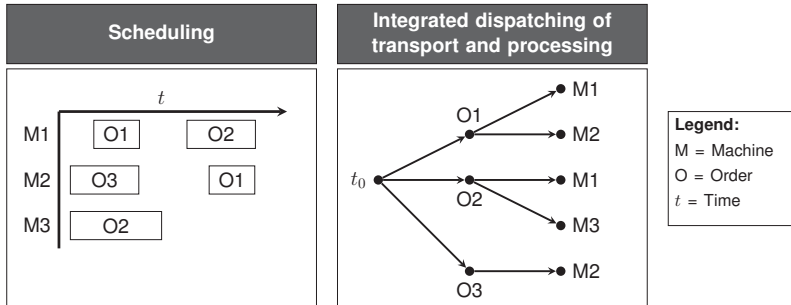 Scheduling
t
M1 O1 O2
M2 O3 O1
M3 O2
Integrated dispatching of
transport and processing
M1
O1
M2
t0
M1
O2
M3
M2
O3
Legend:
M = Machine
O = Order
t = Time